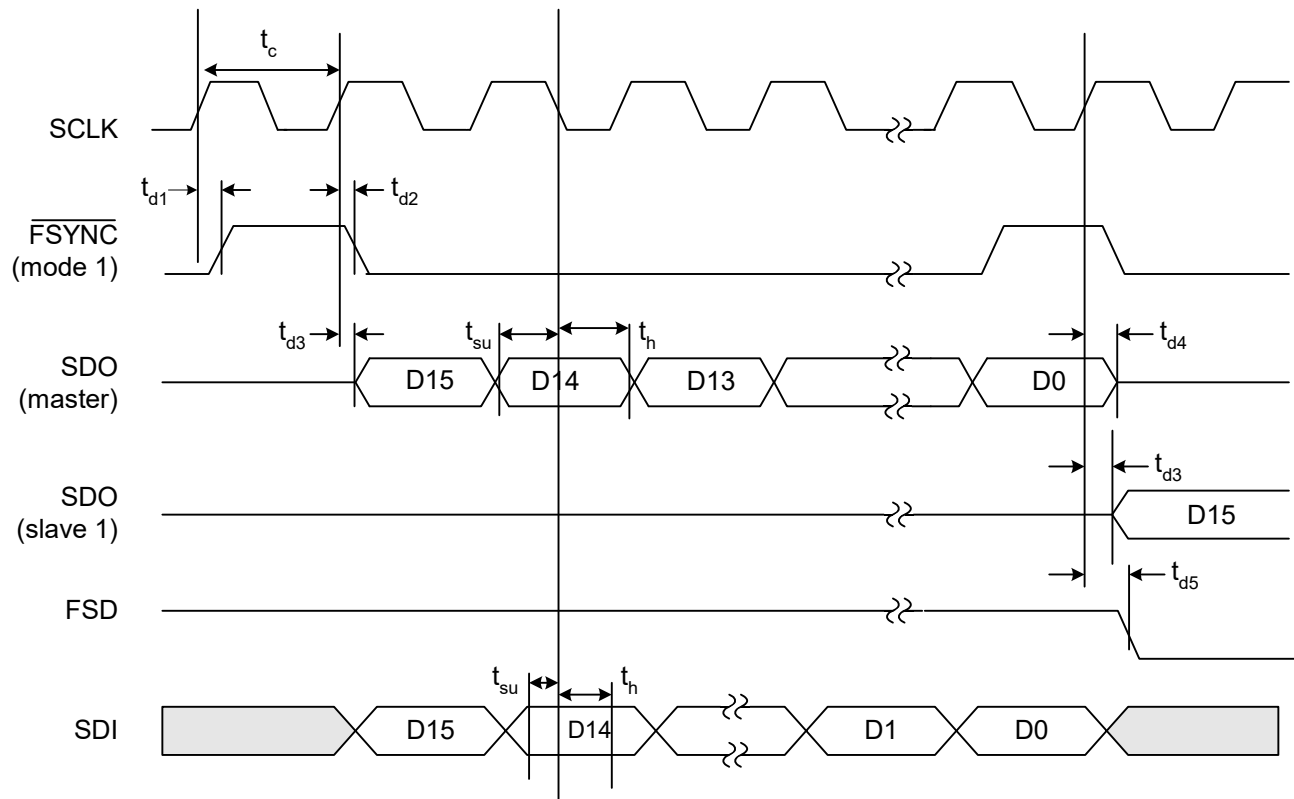 t_c
SCLK
t_d1
t_d2
FSYNC
(mode 1)
t_d3
t_su
t_h
t_d4
SDO
(master)
D15
D14
D13
D0
t_d3
SDO
(slave 1)
D15
t_d5
FSD
t_su
t_h
SDI
D15
D14
D1
D0